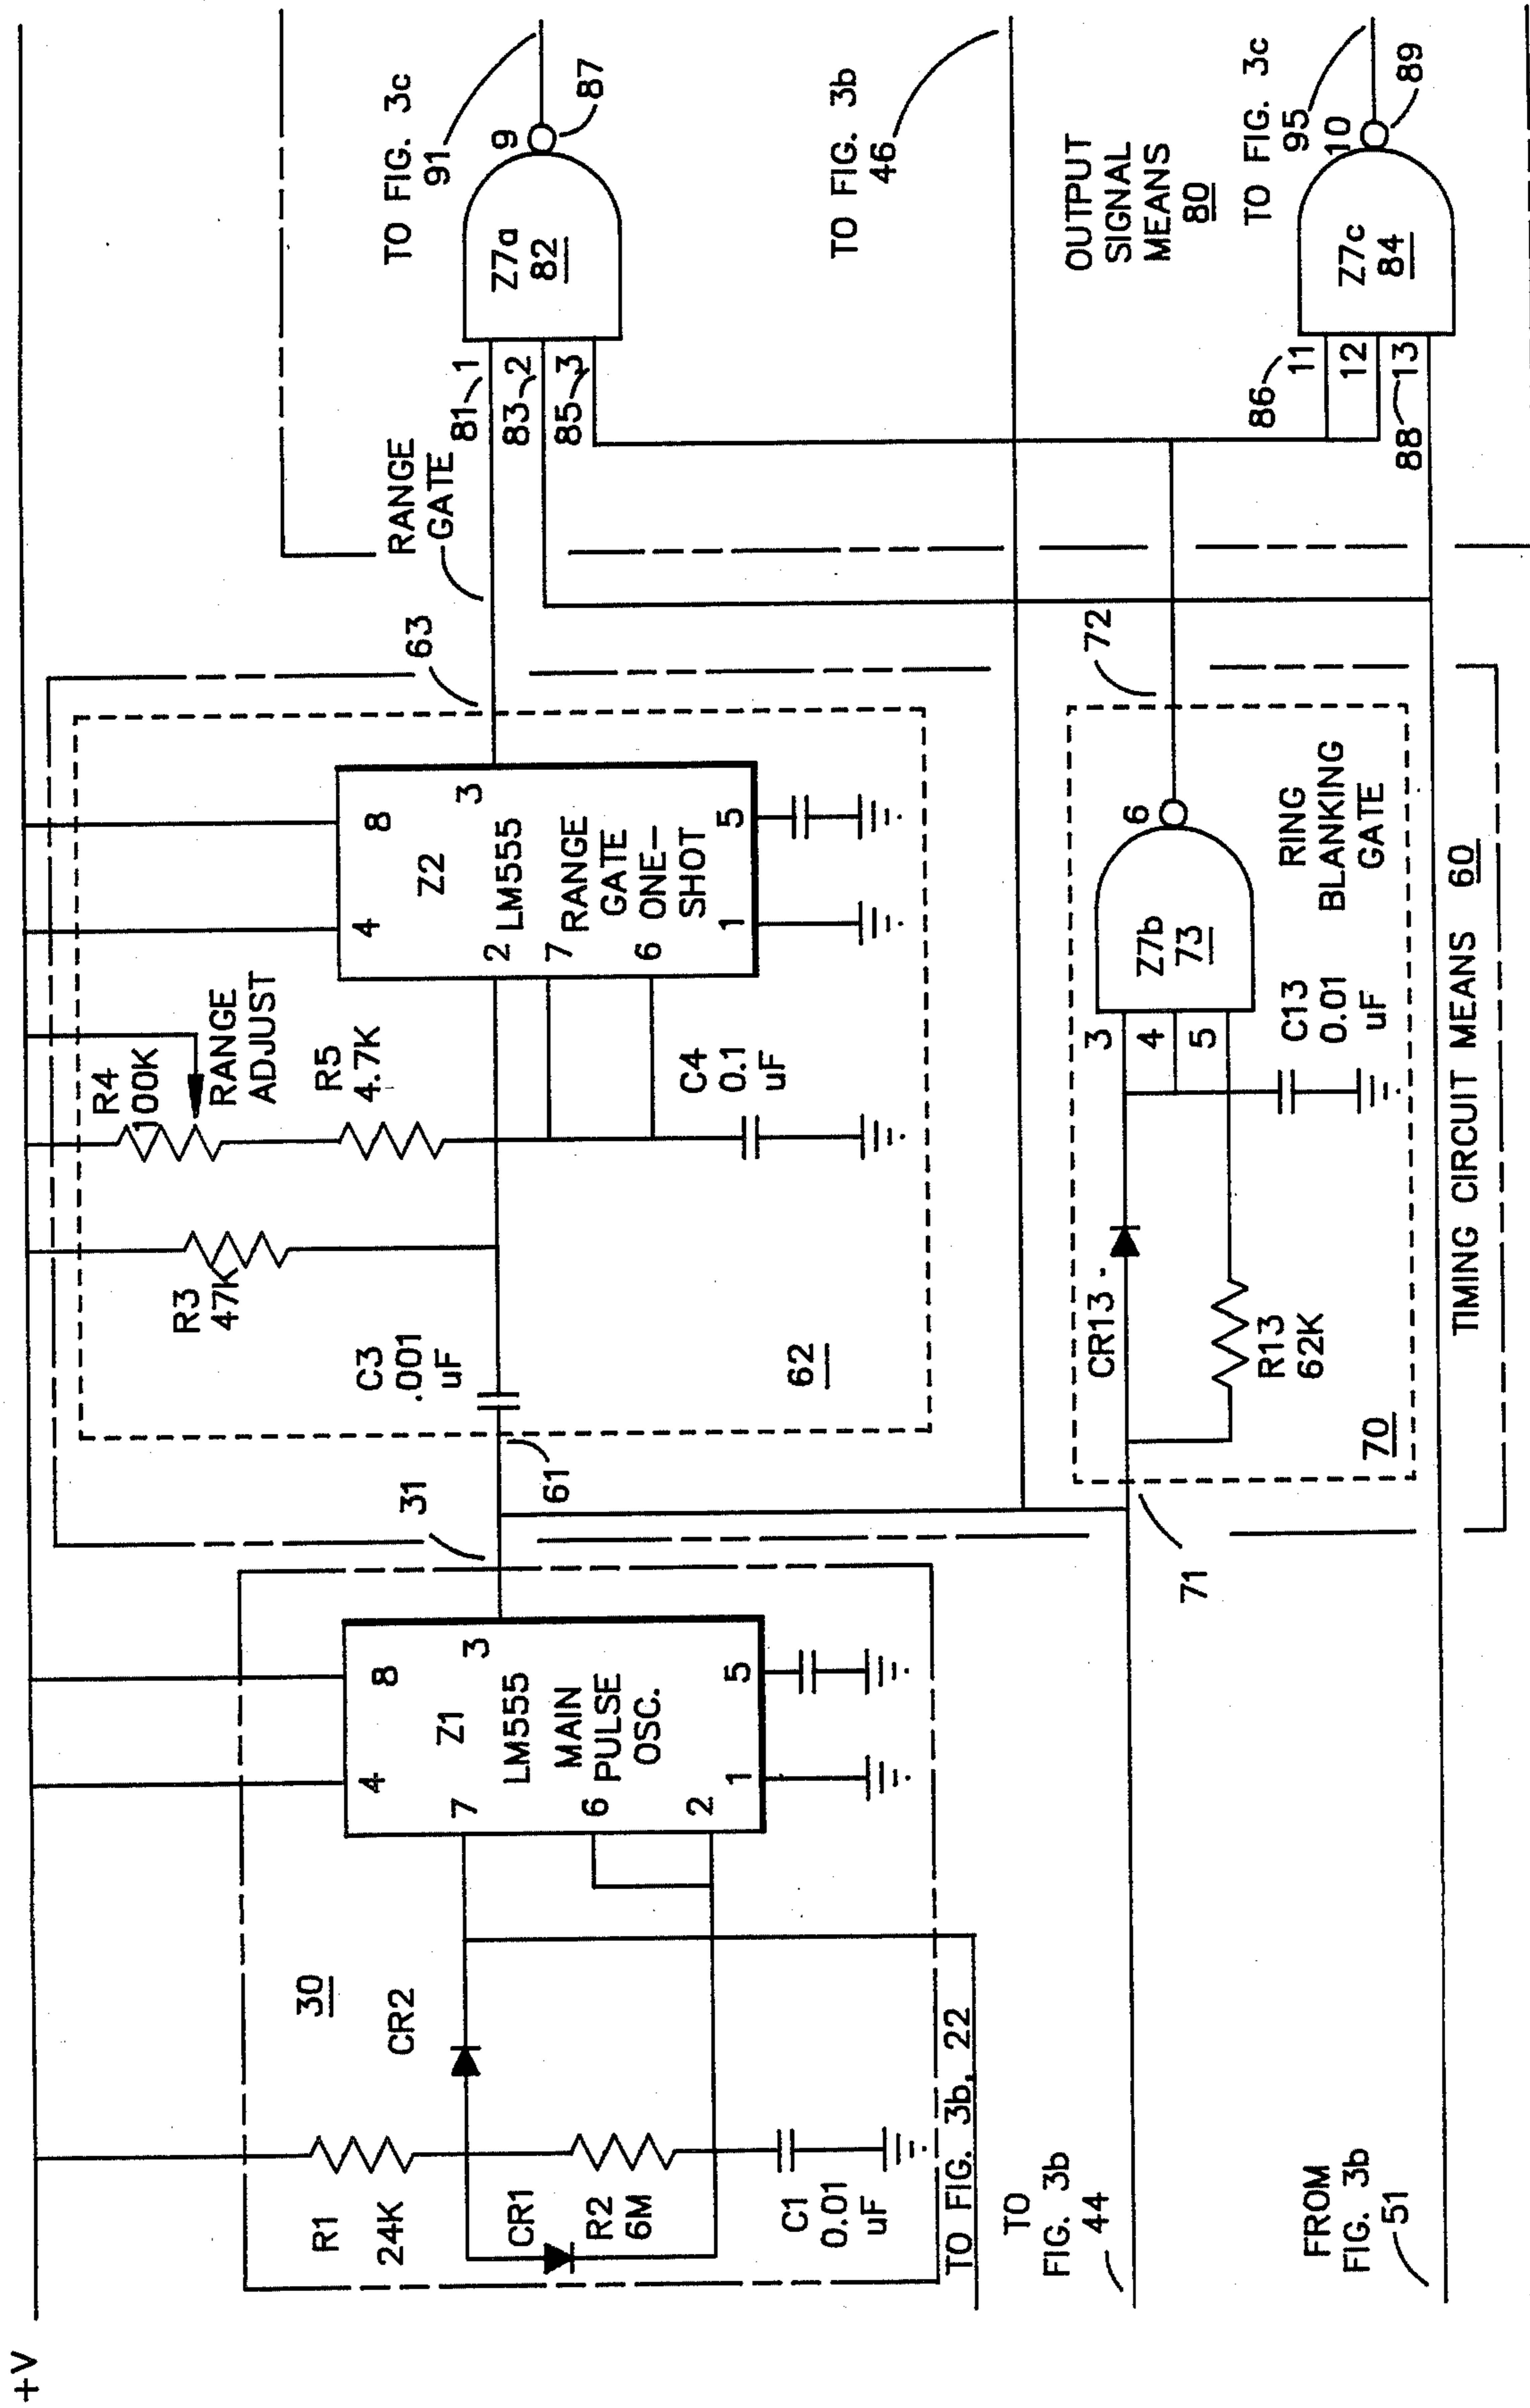 +V
R1
24K
CR1
R2
6M
C1
0.01
uF
30
CR2
4
8
7
Z1
3
LM555
MAIN
PULSE
OSC.
6
2
1
5
TO FIG. 3b, 22
TO
FIG. 3b
44
FROM
FIG. 3b
51
31
61
71
R3
47K
C3
.001
uF
62
R4
100K
RANGE
ADJUST
R5
4.7K
C4
0.1
uF
4
8
Z2
3
2
LM555
7
RANGE
GATE
ONE-
SHOT
6
1
5
63
RANGE
GATE
CR13
R13
62K
70
3
4
5
Z7b
73
6
C13
0.01
uF
RING
BLANKING
GATE
72
TIMING CIRCUIT MEANS 60
81
1
83
2
85
3
Z7a
82
9
87
TO FIG. 3c
91
TO FIG. 3b
46
OUTPUT
SIGNAL
MEANS
80
86
11
12
88
13
Z7c
84
10
89
TO FIG. 3c
95